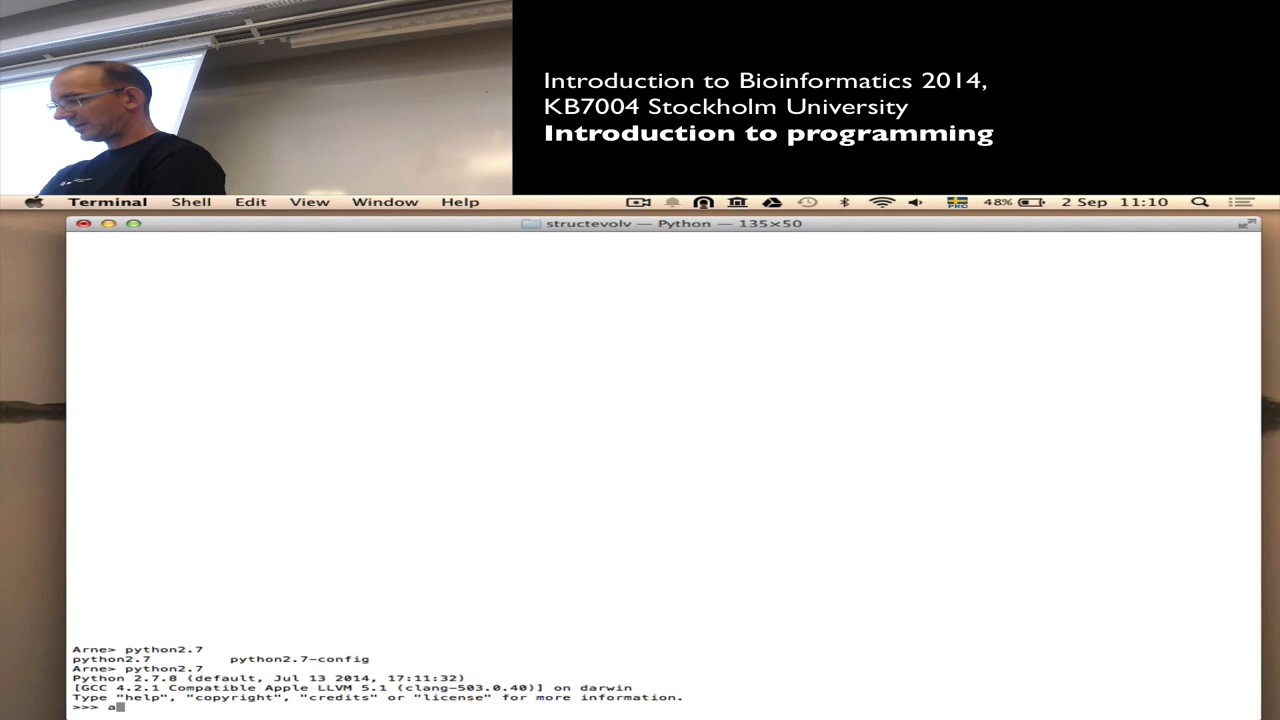 Introduction to Bioinformatics 2014,
KB7004 Stockholm University
Introduction to programming
Terminal Shell Edit View Window Help 48% 2 Sep 11:10
structevolv — Python — 135×50
Arne> python2.7
python2.7 python2.7-config
Arne> python2.7
Python 2.7.8 (default, Jul 13 2014, 17:11:32)
[GCC 4.2.1 Compatible Apple LLVM 5.1 (clang-503.0.40)] on darwin
Type "help", "copyright", "credits" or "license" for more information.
>>> a